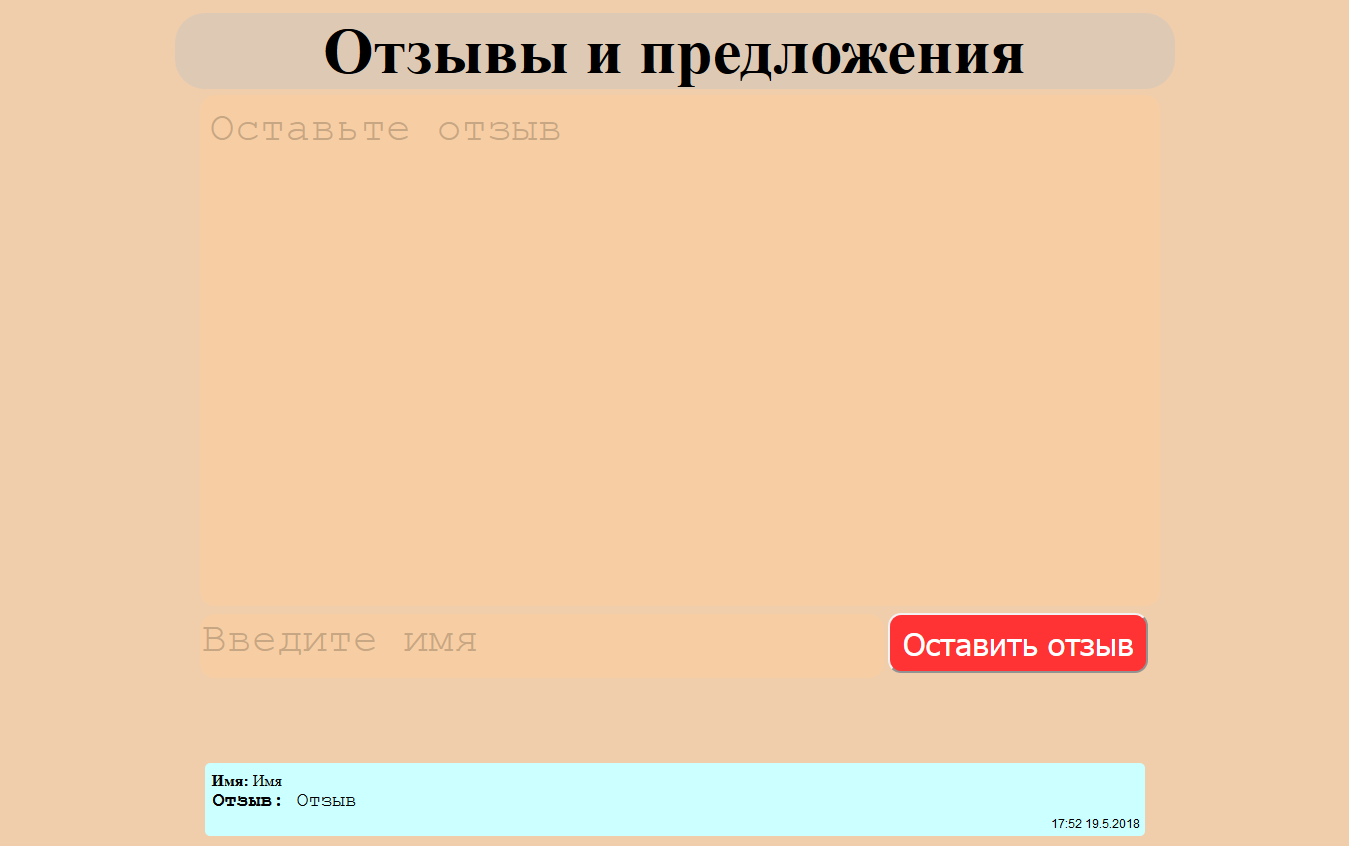 Отзывы и предложения
Оставьте отзыв
Введите имя
Оставить отзыв
Имя: Имя
Отзыв: Отзыв
17:52 19.5.2018